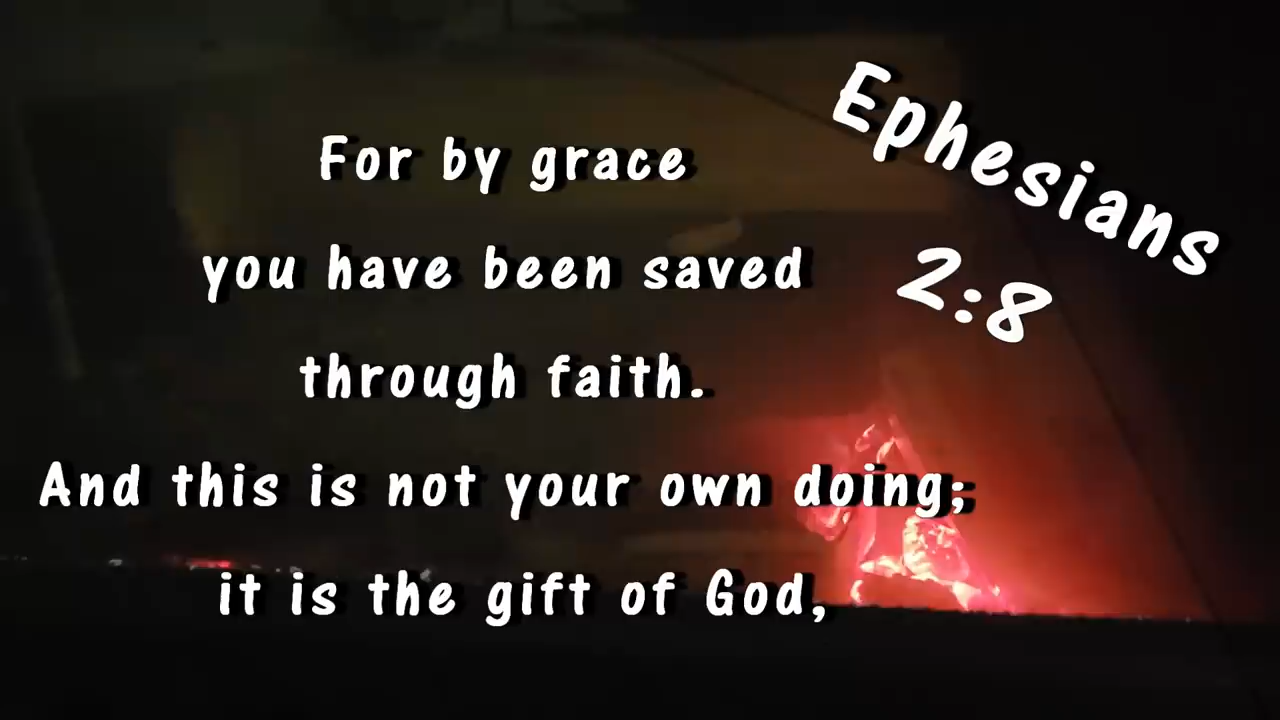 Ephesians
2:8
For by grace
you have been saved
through faith.
And this is not your own doing;
it is the gift of God,